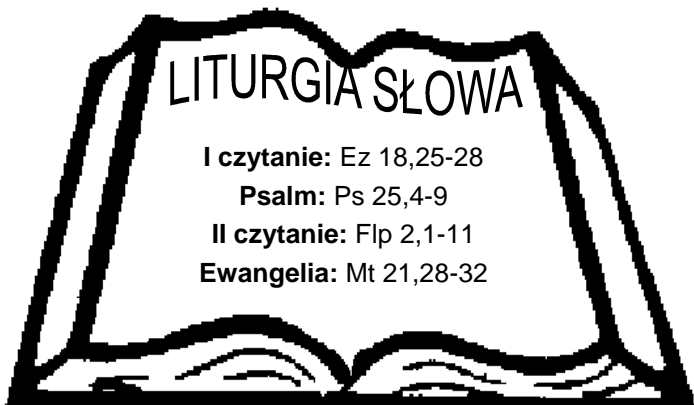 LITURGIA SŁOWA
I czytanie: Ez 18,25-28
Psalm: Ps 25,4-9
II czytanie: Flp 2,1-11
Ewangelia: Mt 21,28-32